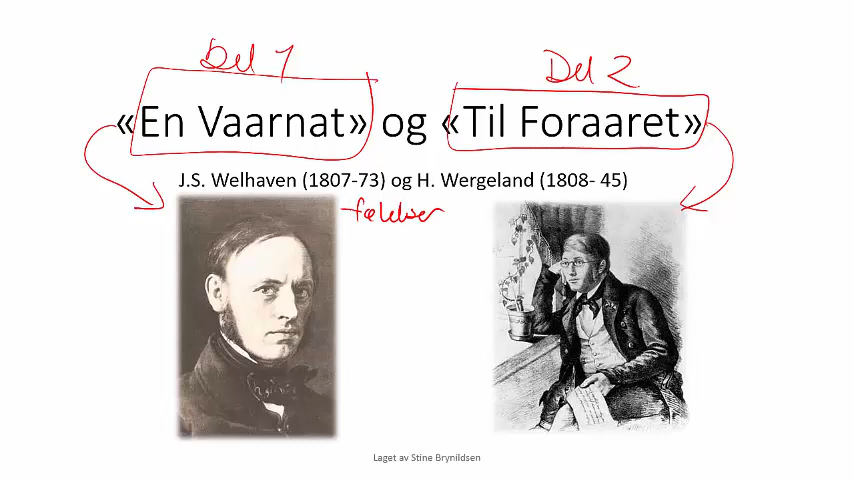 Del 1
Del 2
«En Vaarnat» og «Til Foraaret»
J.S. Welhaven (1807-73) og H. Wergeland (1808- 45)
følelser
Laget av Stine Brynildsen